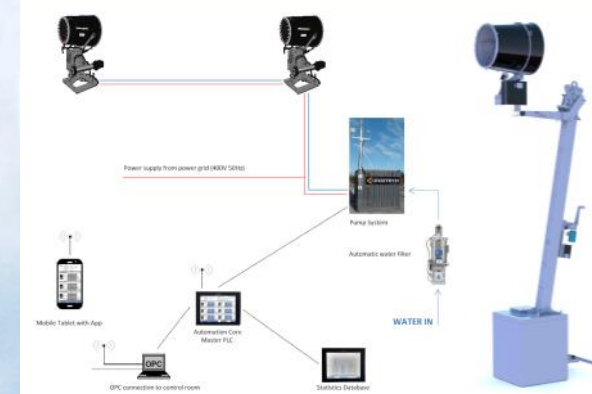 Power supply from power grid (400V 50Hz)
Pump System
Automatic water filter
WATER IN
Mobile Tablet with App
Automation Core
Master PLC
OPC
OPC connection to control room
Statistics Database